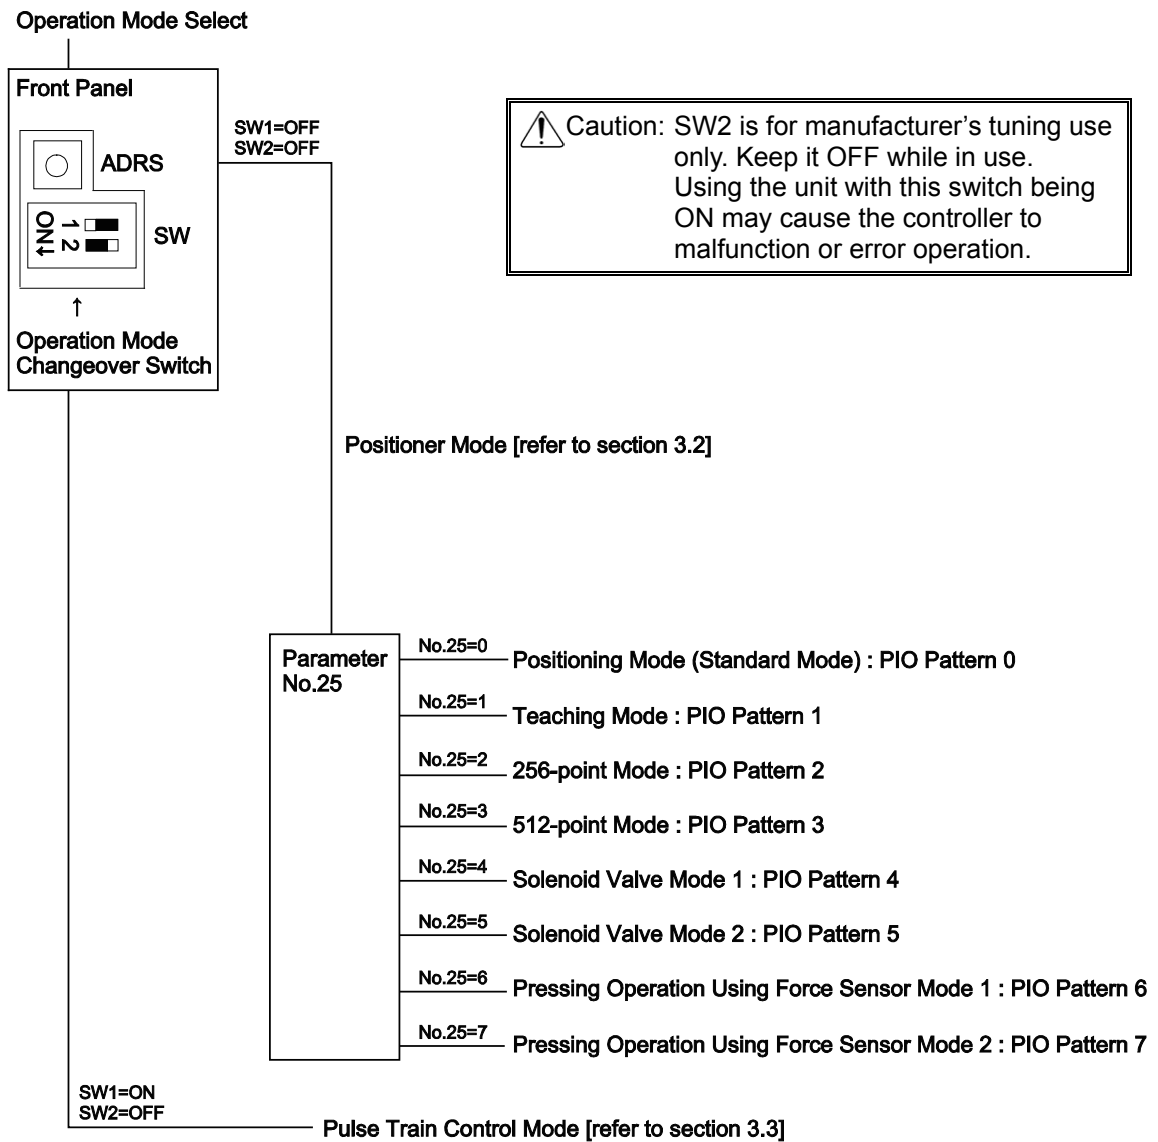 Operation Mode Select
Front Panel
ADRS
ON↓
1
2
SW
↑
Operation Mode
Changeover Switch
SW1=OFF
SW2=OFF
Caution: SW2 is for manufacturer's tuning use
only. Keep it OFF while in use.
Using the unit with this switch being
ON may cause the controller to
malfunction or error operation.
Positioner Mode [refer to section 3.2]
Parameter
No.25
No.25=0
Positioning Mode (Standard Mode) : PIO Pattern 0
No.25=1
Teaching Mode : PIO Pattern 1
No.25=2
256-point Mode : PIO Pattern 2
No.25=3
512-point Mode : PIO Pattern 3
No.25=4
Solenoid Valve Mode 1 : PIO Pattern 4
No.25=5
Solenoid Valve Mode 2 : PIO Pattern 5
No.25=6
Pressing Operation Using Force Sensor Mode 1 : PIO Pattern 6
No.25=7
Pressing Operation Using Force Sensor Mode 2 : PIO Pattern 7
SW1=ON
SW2=OFF
Pulse Train Control Mode [refer to section 3.3]